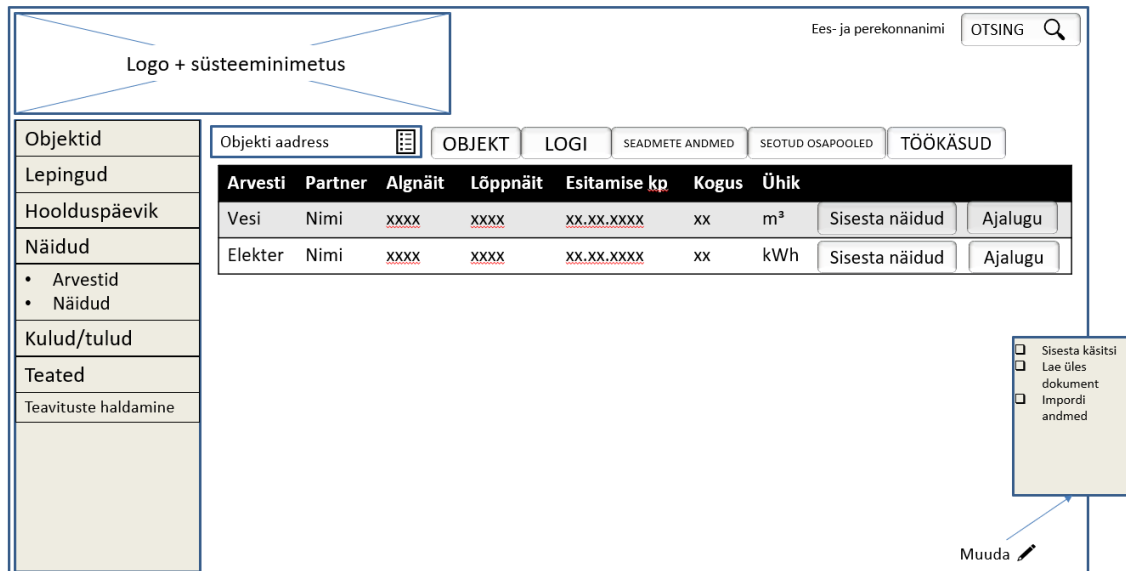 Logo + süsteeminimetus
Ees- ja perekonnanimi
OTSING
Objektid
Lepingud
Hoolduspäevik
Näidud
• Arvestid
• Näidud
Kulud/tulud
Teated
Teavituste haldamine
Objekti aadress
OBJEKT
LOGI
SEADMETE ANDMED
SEOTUD OSAPOOLED
TÖÖKÄSUD
Arvesti Partner Algnäit Lõppnäit Esitamise kp Kogus Ühik
Vesi Nimi xxxx xxxx xx.xx.xxxx xx m³ Sisesta näidud Ajalugu
Elekter Nimi xxxx xxxx xx.xx.xxxx xx kWh Sisesta näidud Ajalugu
Sisesta käsitsi
Lae üles
dokument
Impordi
andmed
Muuda